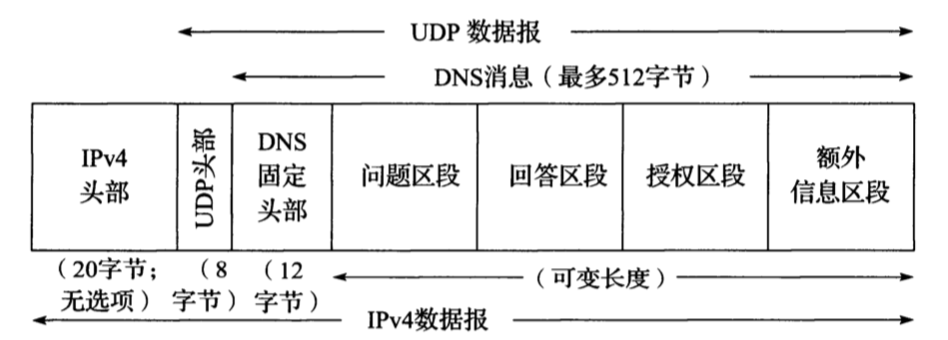 UDP 数据报
DNS消息（最多512字节）
IPv4
头部
UDP头部
DNS
固定
头部
问题区段
回答区段
授权区段
额外
信息区段
（20字节；
无选项）
（8
字节）
（12
字节）
（可变长度）
IPv4数据报